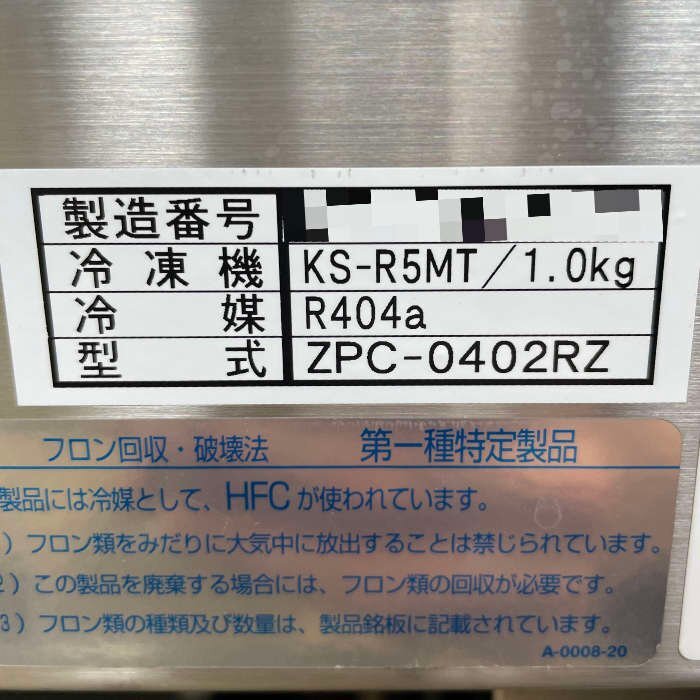 製造番号
冷凍機 KS-R5MT/1.0kg
冷媒 R404a
型式 ZPC-0402RZ
フロン回収・破壊法 第一種特定製品
製品には冷媒として、HFCが使われています。
)フロン類をみだりに大気中に放出することは禁じられています。
2)この製品を廃棄する場合には、フロン類の回収が必要です。
3)フロン類の種類及び数量は、製品銘板に記載されています。
A-0008-20